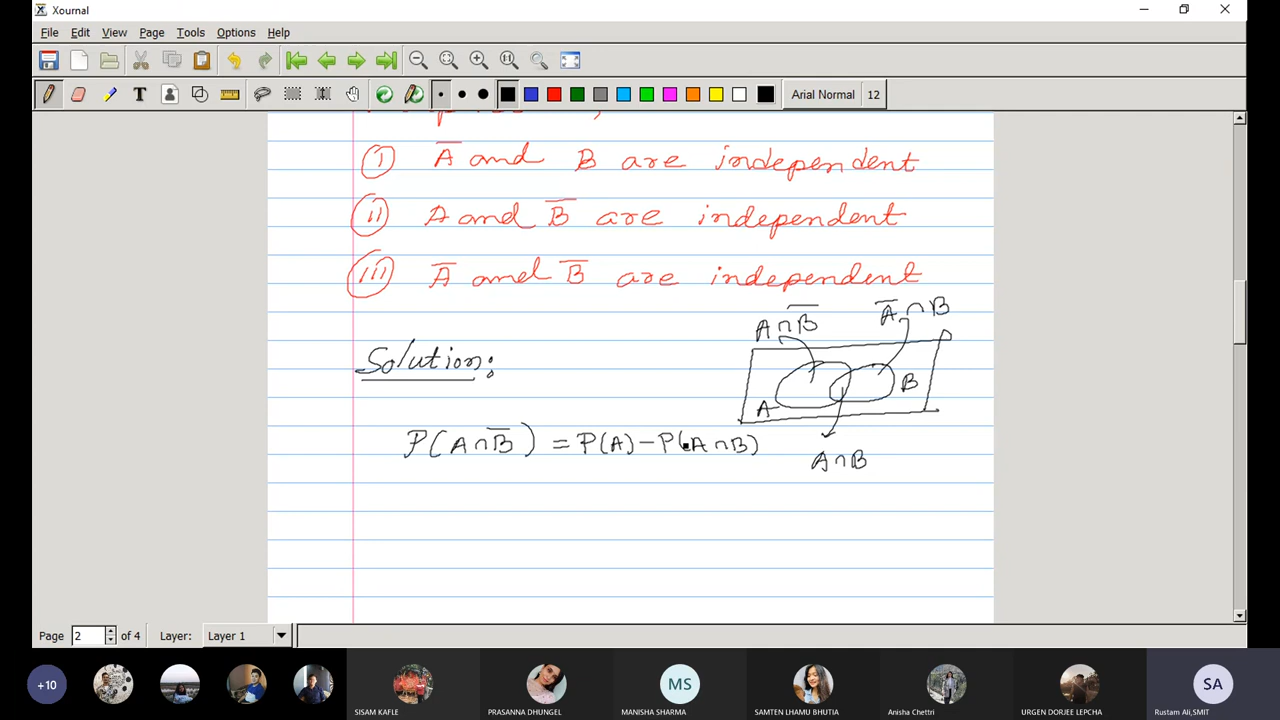 Xournal
File Edit View Page Tools Options Help
Arial Normal 12
(i) A̅ and B are independent
(ii) A and B̅ are independent
(iii) A̅ and B̅ are independent
A ∩ B̅ A̅ ∩ B
Solution:
A B
P(A ∩ B̅) = P(A) - P(A ∩ B)
A ∩ B
Page 2 of 4 Layer: Layer 1
+10 MS SA
SISAM KAFLE PRASANNA DHUNGEL MANISHA SHARMA SAMTEN LHAMU BHUTIA Anisha Chettri URGEN DORJEE LEPCHA Rustam Ali,SMIT